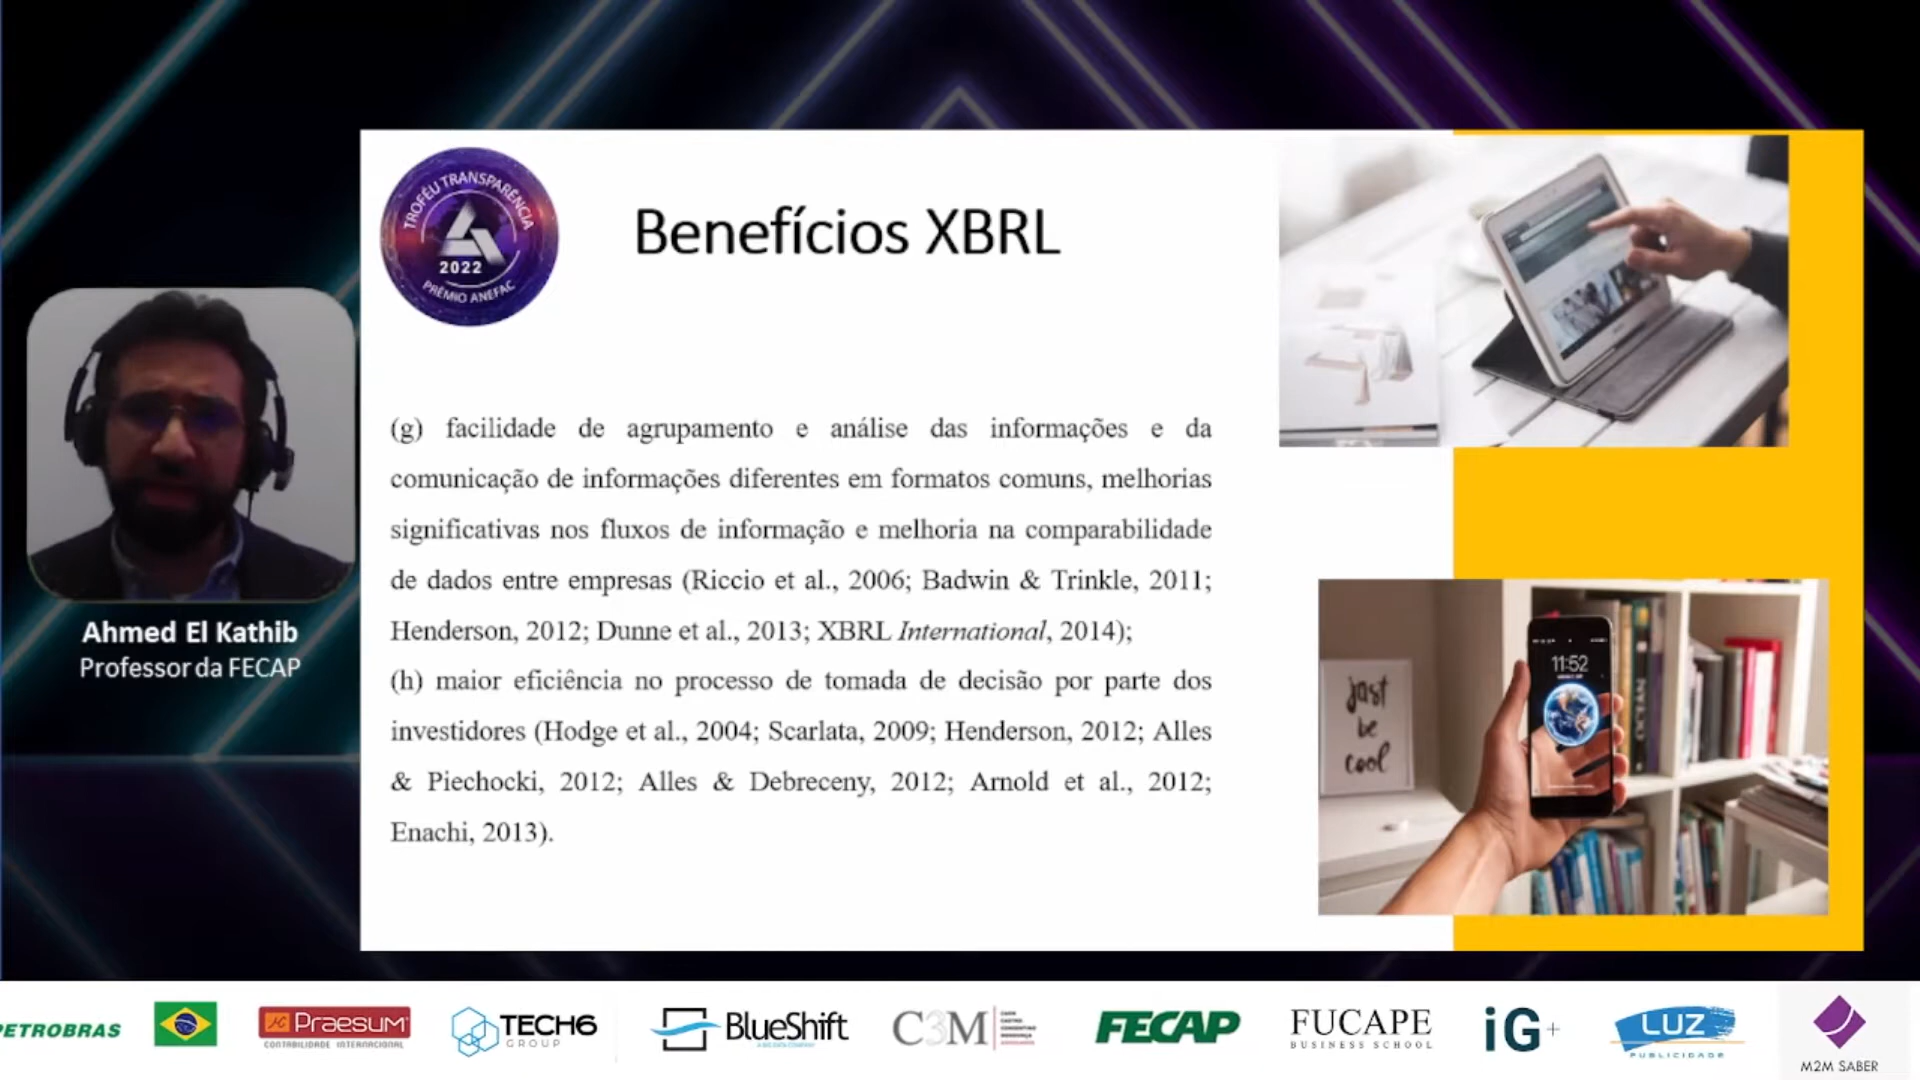 TROFÉU TRANSPARÊNCIA
2022
PRÊMIO ANEFAC
Benefícios XBRL
(g) facilidade de agrupamento e análise das informações e da
comunicação de informações diferentes em formatos comuns, melhorias
significativas nos fluxos de informação e melhoria na comparabilidade
de dados entre empresas (Riccio et al., 2006; Badwin & Trinkle, 2011;
Henderson, 2012; Dunne et al., 2013; XBRL International, 2014);
(h) maior eficiência no processo de tomada de decisão por parte dos
investidores (Hodge et al., 2004; Scarlata, 2009; Henderson, 2012; Alles
& Piechocki, 2012; Alles & Debreceny, 2012; Arnold et al., 2012;
Enachi, 2013).
Ahmed El Kathib
Professor da FECAP
11:52
just
be
cool
PETROBRAS
Praesum
CONTABILIDADE INTERNACIONAL
TECH6
GROUP
BlueShift
C3M
FECAP
FUCAPE
BUSINESS SCHOOL
iG+
LUZ
PUBLICIDADE
M2M SABER